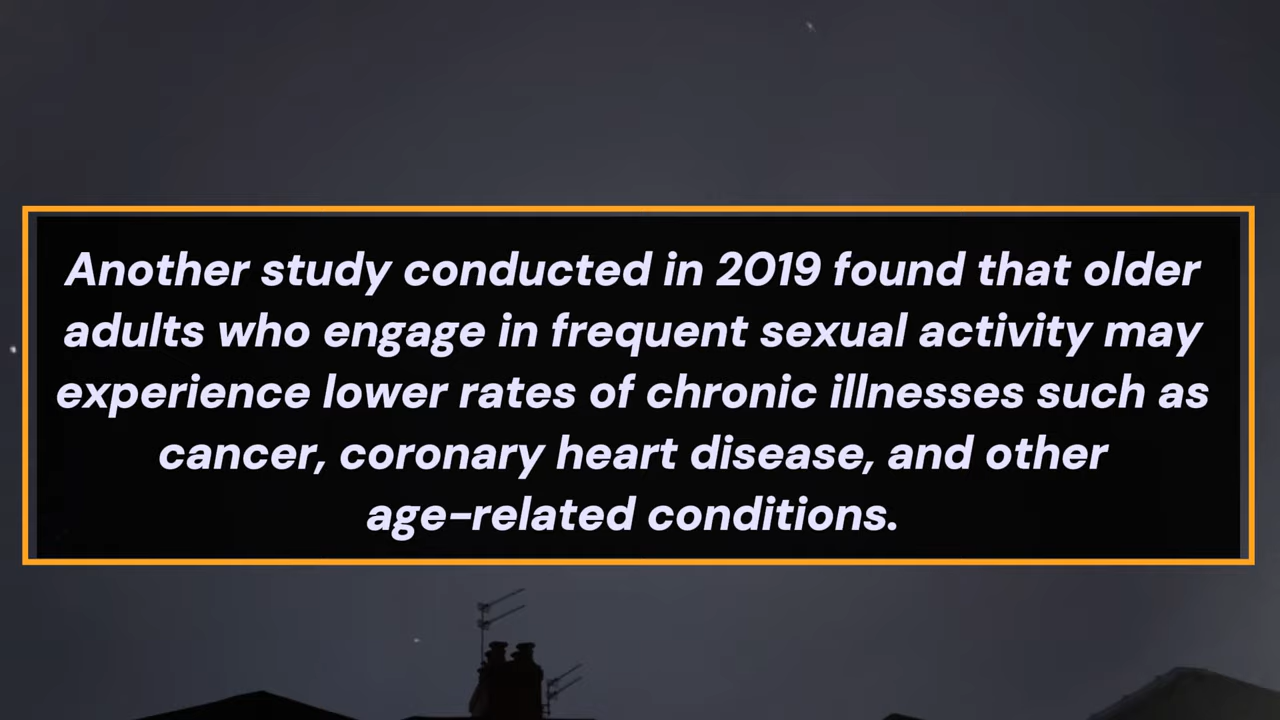 Another study conducted in 2019 found that older
adults who engage in frequent sexual activity may
experience lower rates of chronic illnesses such as
cancer, coronary heart disease, and other
age-related conditions.